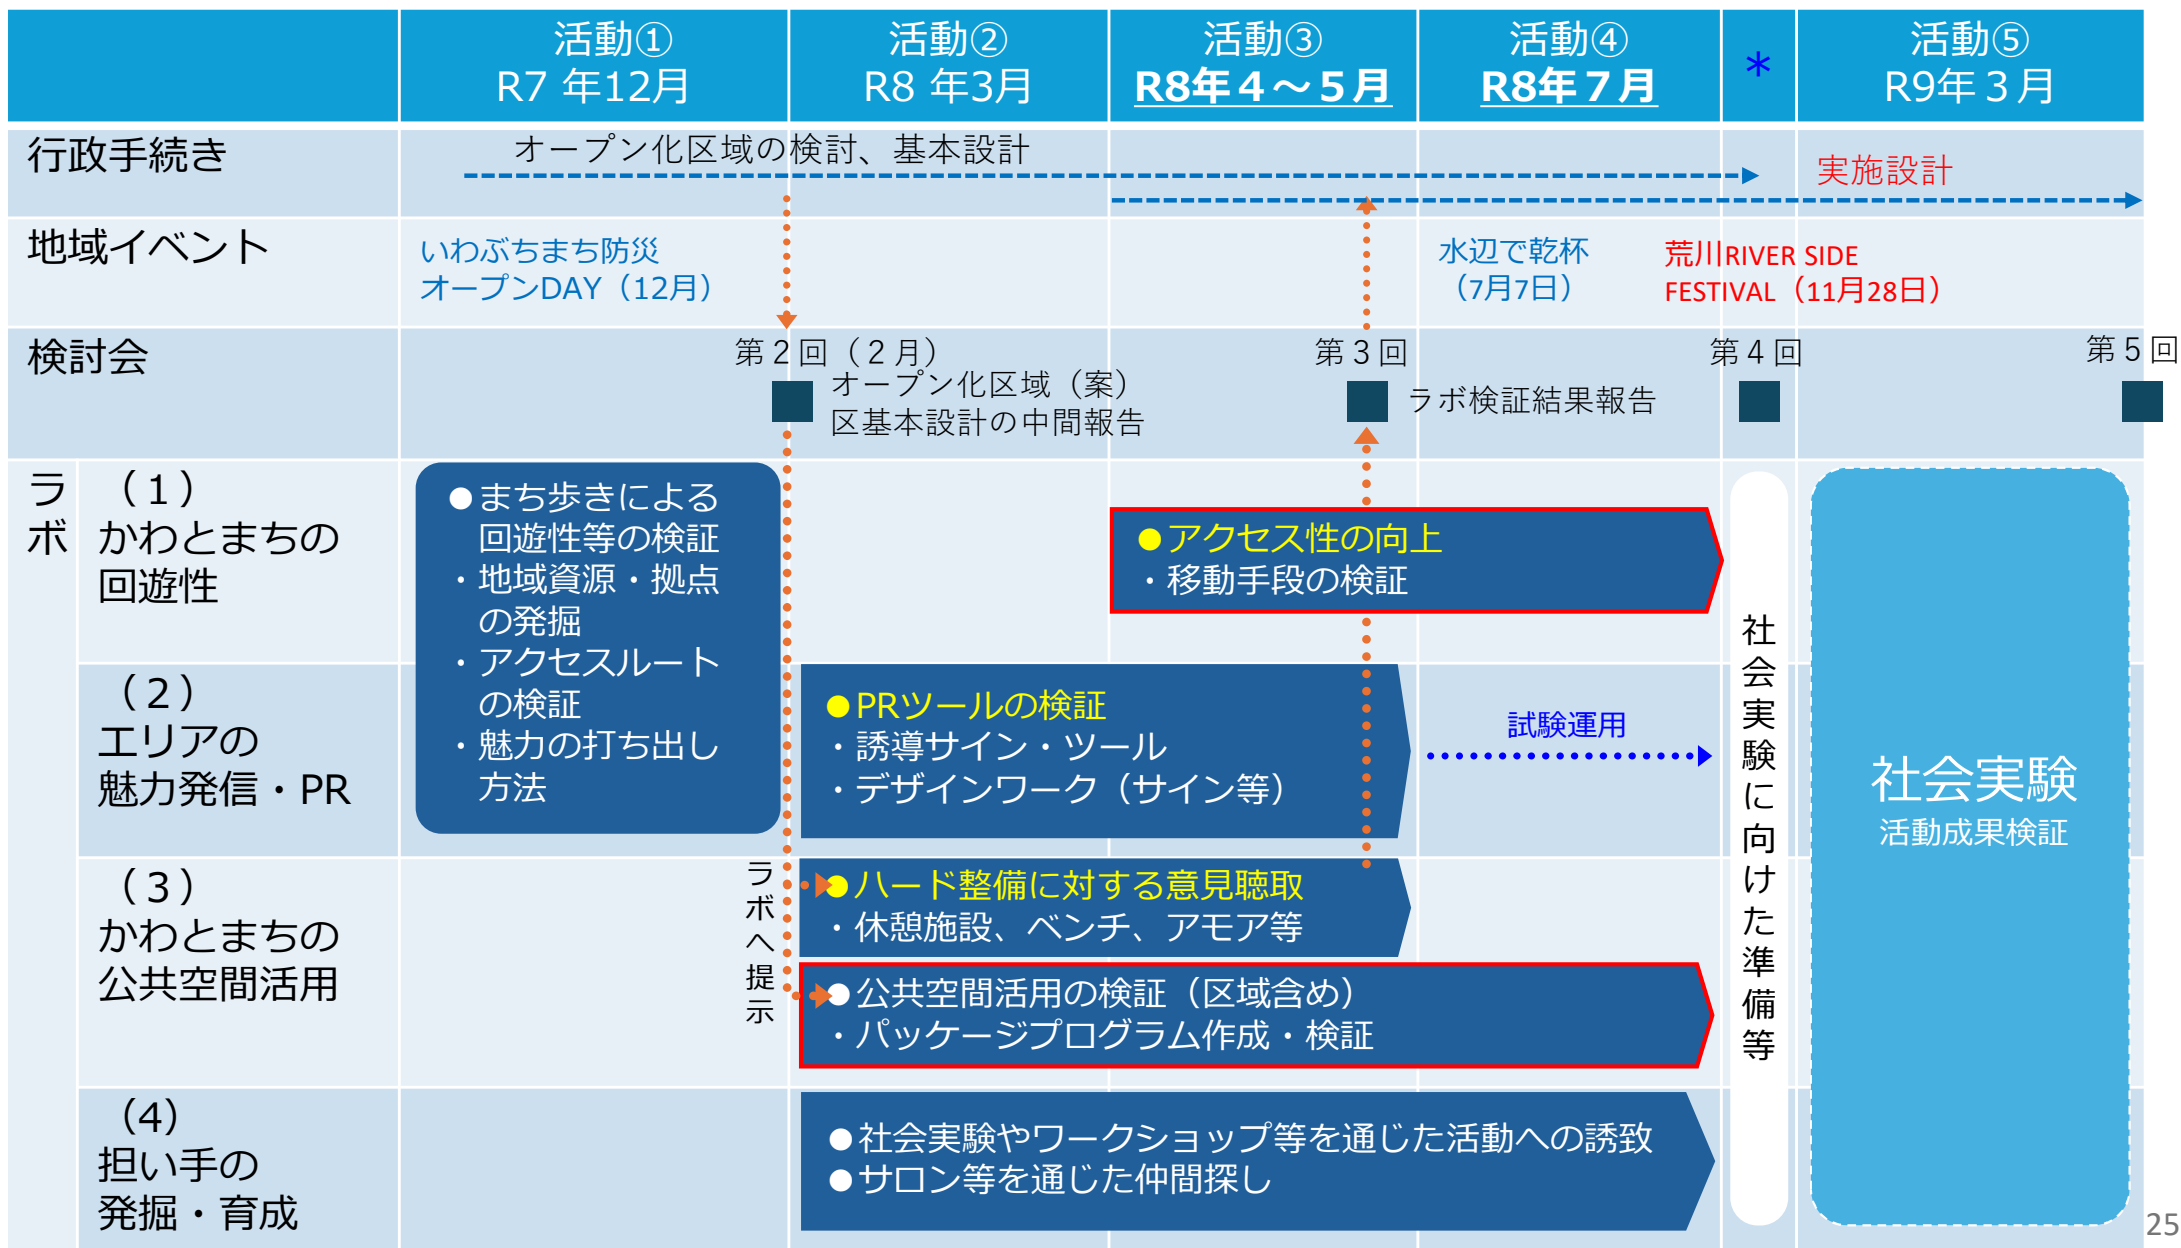 活動①
R7 年12月
活動②
R8 年3月
活動③
R8年４～５月
活動④
R8年７月
＊
活動⑤
R9年３月
行政手続き
オープン化区域の検討、基本設計
実施設計
地域イベント
いわぶちまち防災
オープンDAY（12月）
水辺で乾杯
（7月7日）
荒川RIVER SIDE
FESTIVAL（11月28日）
検討会
第２回（２月）
オープン化区域（案）
区基本設計の中間報告
第３回
ラボ検証結果報告
第４回
第５回
ラボ
（1）
かわとまちの
回遊性
●まち歩きによる
回遊性等の検証
・地域資源・拠点
の発掘
・アクセスルート
の検証
・魅力の打ち出し
方法
●アクセス性の向上
・移動手段の検証
（2）
エリアの
魅力発信・PR
●PRツールの検証
・誘導サイン・ツール
・デザインワーク（サイン等）
試験運用
（3）
かわとまちの
公共空間活用
ラボへ提示
●ハード整備に対する意見聴取
・休憩施設、ベンチ、アモア等
●公共空間活用の検証（区域含め）
・パッケージプログラム作成・検証
（4）
担い手の
発掘・育成
●社会実験やワークショップ等を通じた活動への誘致
●サロン等を通じた仲間探し
社会実験に向けた準備等
社会実験
活動成果検証
25